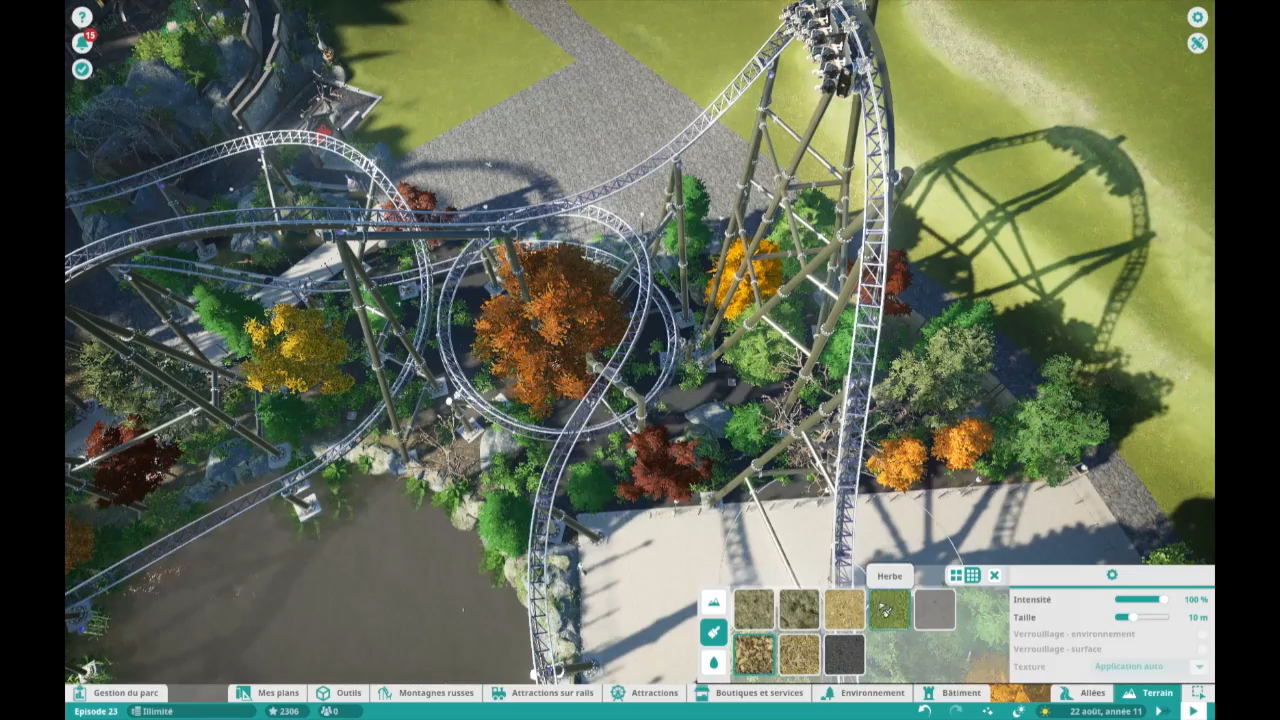 ?
15
Herbe
Intensité 100 %
Taille 10 m
Verrouillage - environnement
Verrouillage - surface
Texture Application auto
Gestion du parc Mes plans Outils Montagnes russes Attractions sur rails Attractions Boutiques et services Environnement Bâtiment Allées Terrain
Episode 23 Illimité 2306 0 22 août, année 11